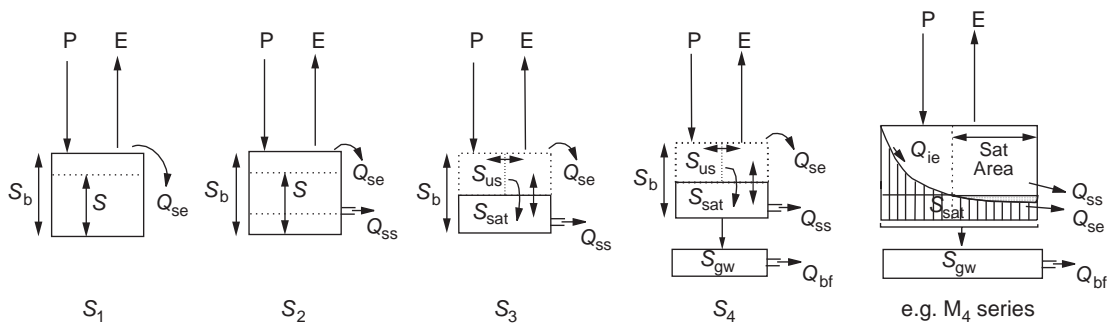 P E
S_b
S
Q_se
S_1
P E
S_b
S
Q_se
Q_ss
S_2
P E
S_b
S_us
S_sat
Q_se
Q_ss
S_3
P E
S_b
S_us
S_sat
Q_se
Q_ss
S_gw
Q_bf
S_4
P E
Q_ie
Sat
Area
S_sat
Q_ss
Q_se
S_gw
Q_bf
e.g. M_4 series